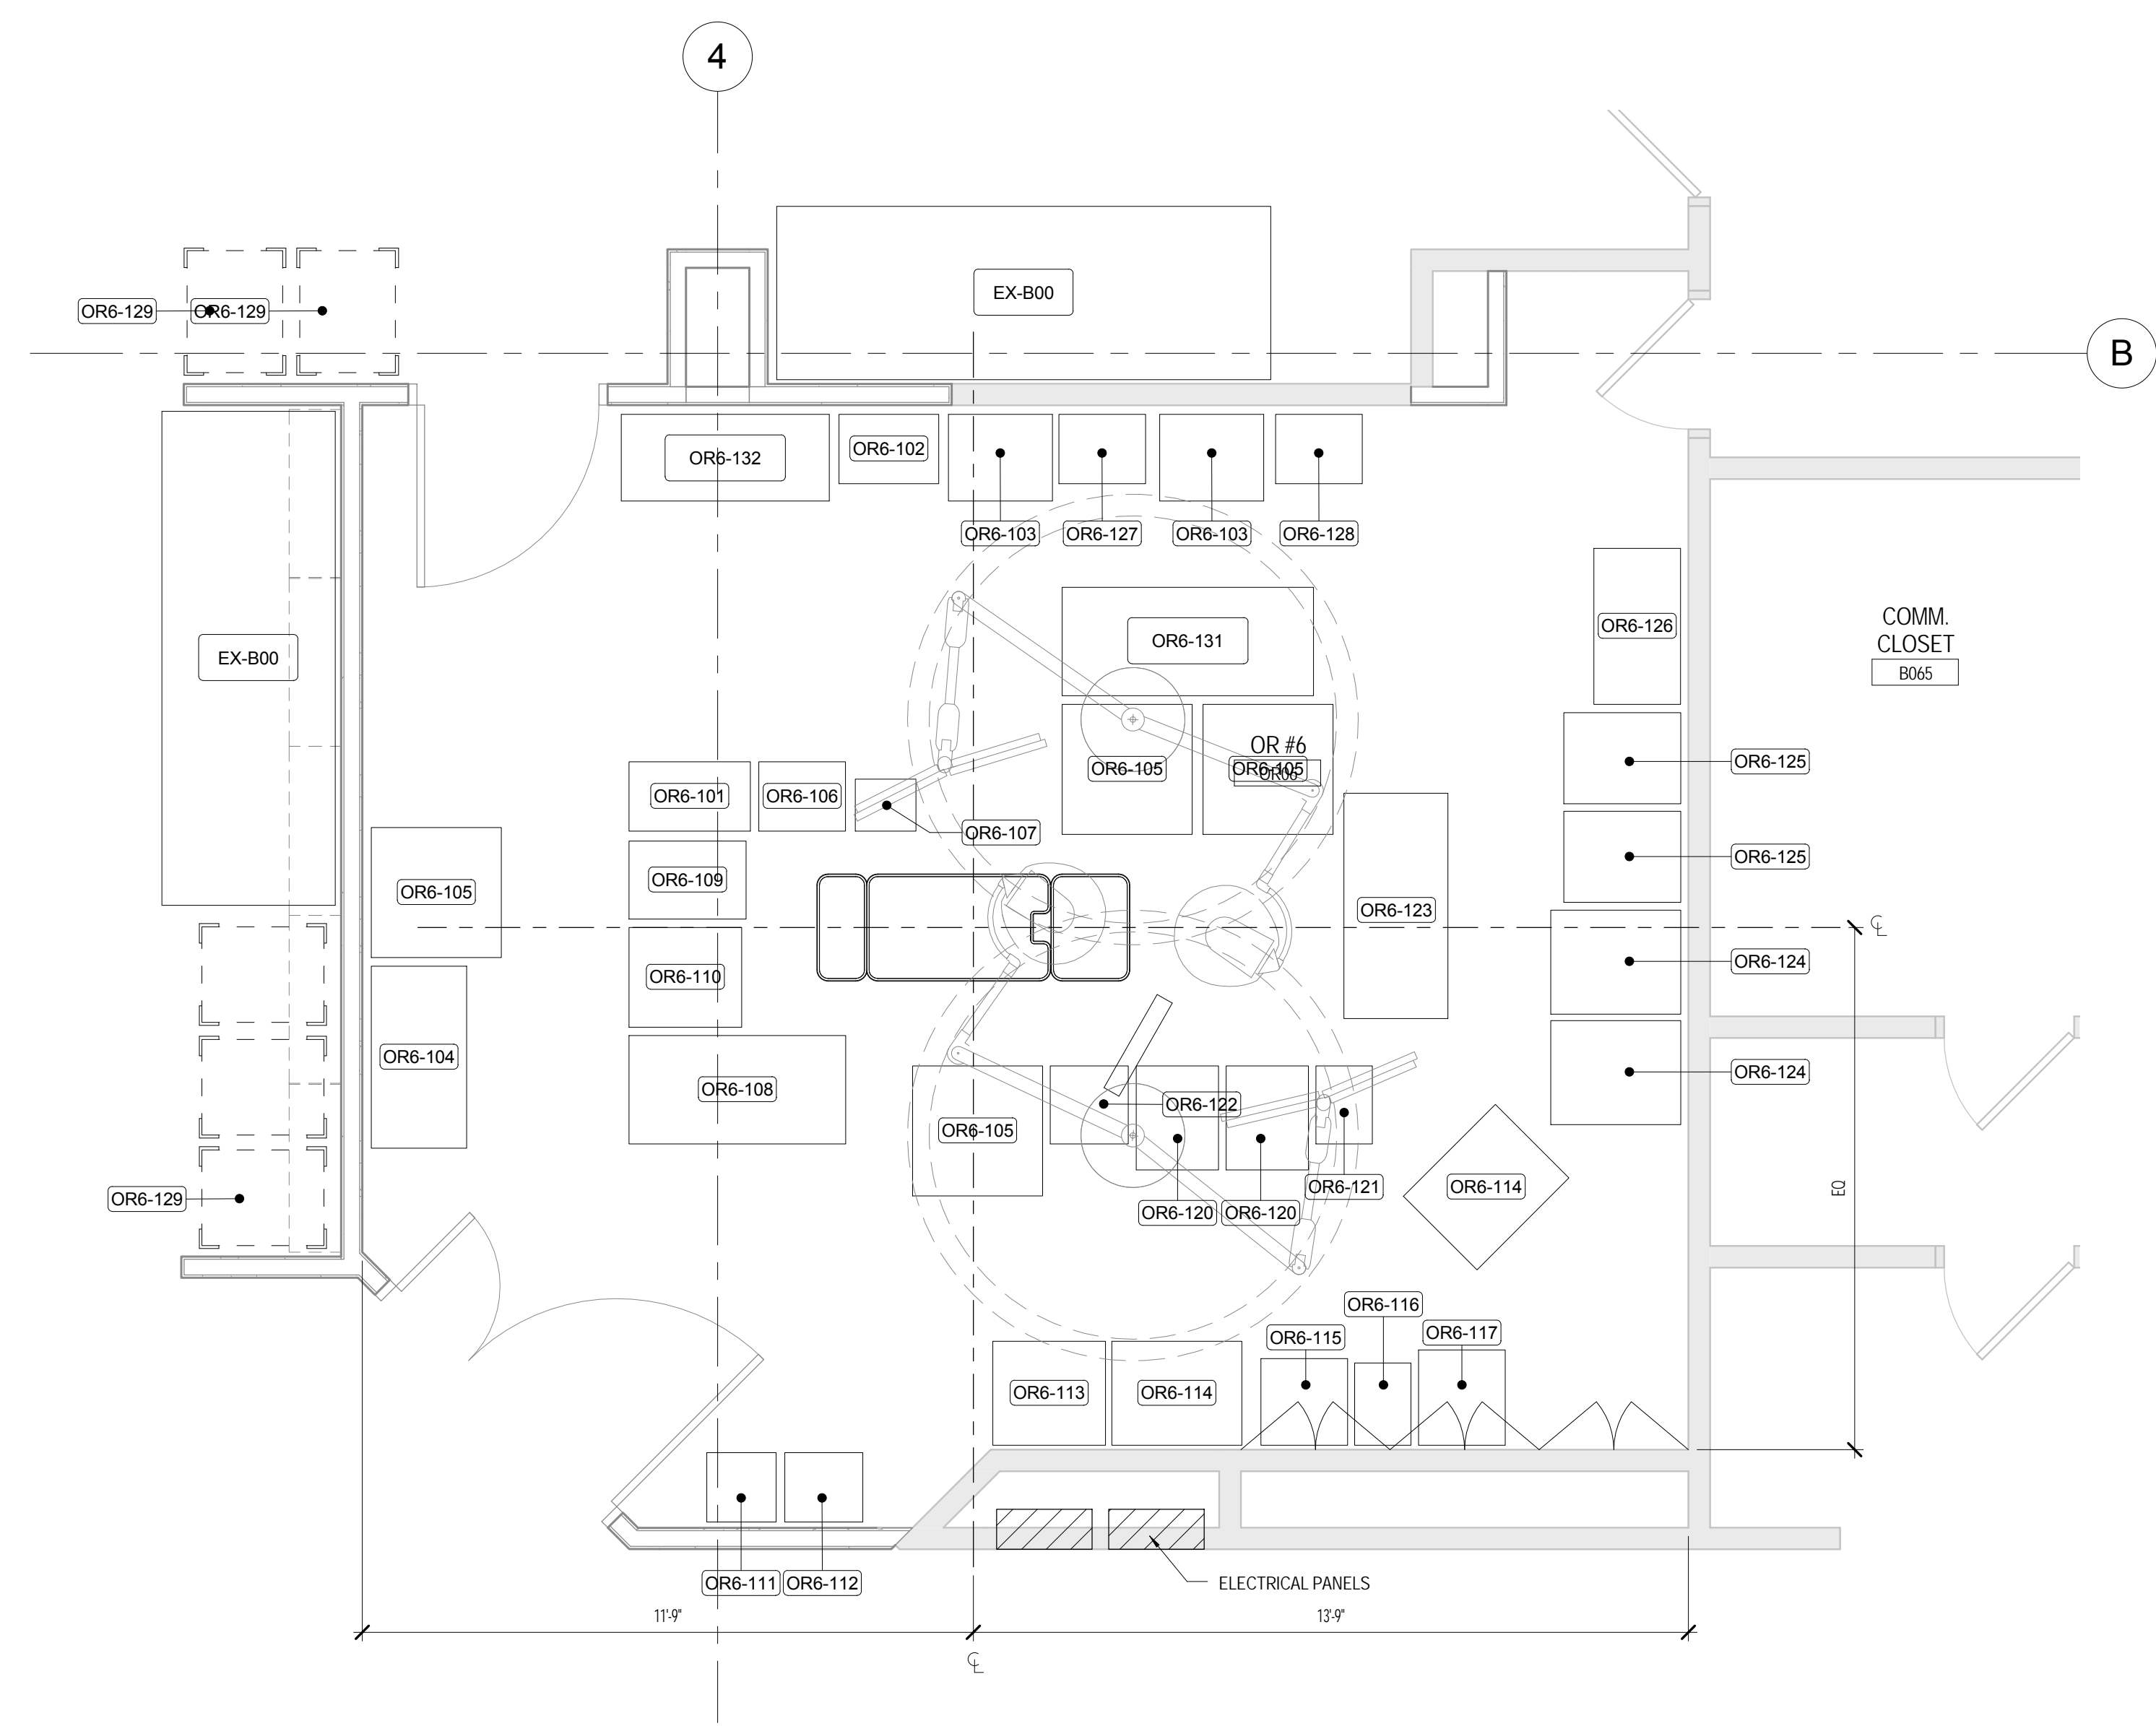 4
EX-B00
OR6-129
OR6-129
B
OR6-132
OR6-102
OR6-103
OR6-127
OR6-103
OR6-128
EX-B00
OR6-131
OR6-126
COMM.
CLOSET
B065
OR #6
OR06
OR6-105
OR6-105
OR6-125
OR6-101
OR6-106
OR6-107
OR6-125
OR6-109
OR6-105
OR6-123
℄
OR6-110
OR6-124
OR6-104
OR6-108
OR6-124
OR6-122
OR6-105
OR6-121
OR6-114
EQ
OR6-129
OR6-120
OR6-120
OR6-116
OR6-115
OR6-117
OR6-113
OR6-114
OR6-111
OR6-112
ELECTRICAL PANELS
11'-9"
13'-9"
℄